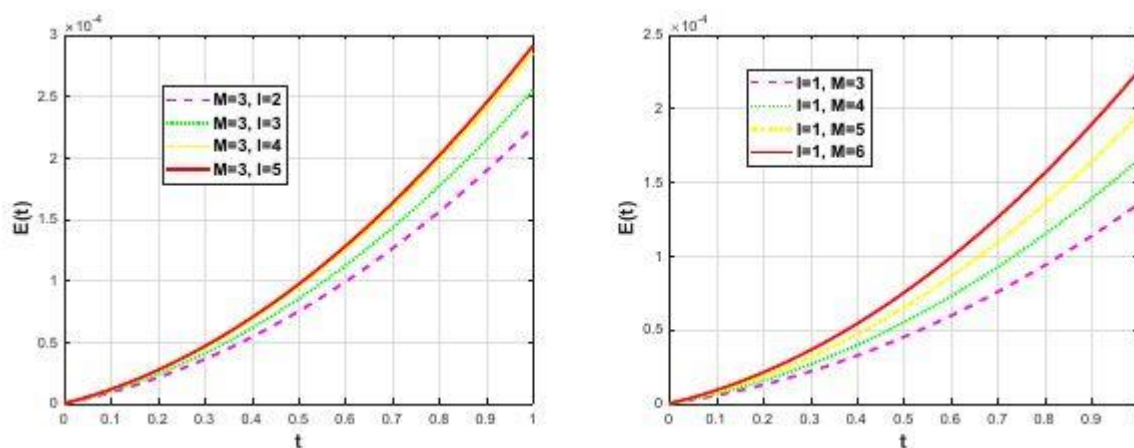 ×10⁻⁴
3
2.5
2
1.5
1
0.5
0
E(t)
M=3, I=2
M=3, I=3
M=3, I=4
M=3, I=5
0 0.1 0.2 0.3 0.4 0.5 0.6 0.7 0.8 0.9 1
t
×10⁻⁴
2.5
2
1.5
1
0.5
0
E(t)
I=1, M=3
I=1, M=4
I=1, M=5
I=1, M=6
0 0.1 0.2 0.3 0.4 0.5 0.6 0.7 0.8 0.9 1
t